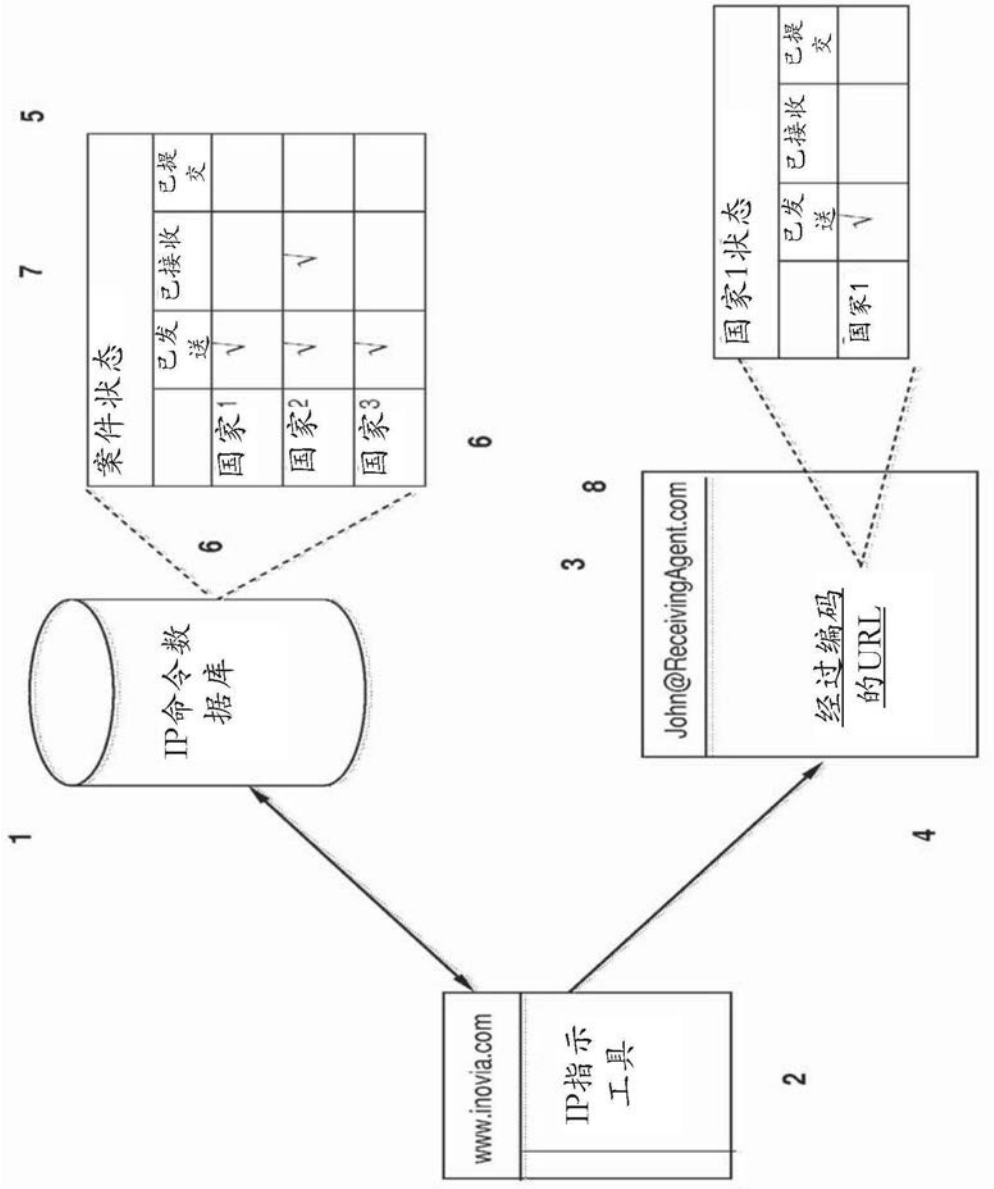 1
7
5
IP命令数
据库
6
案件状态
已发
送
已接收
已提
交
国家1
√
国家2
√
√
国家3
√
6
www.inovia.com
IP指示
工具
2
3
8
John@ReceivingAgent.com
经过编码
的URL
国家1状态
已发
送
已接收
已提
交
国家1
√
4